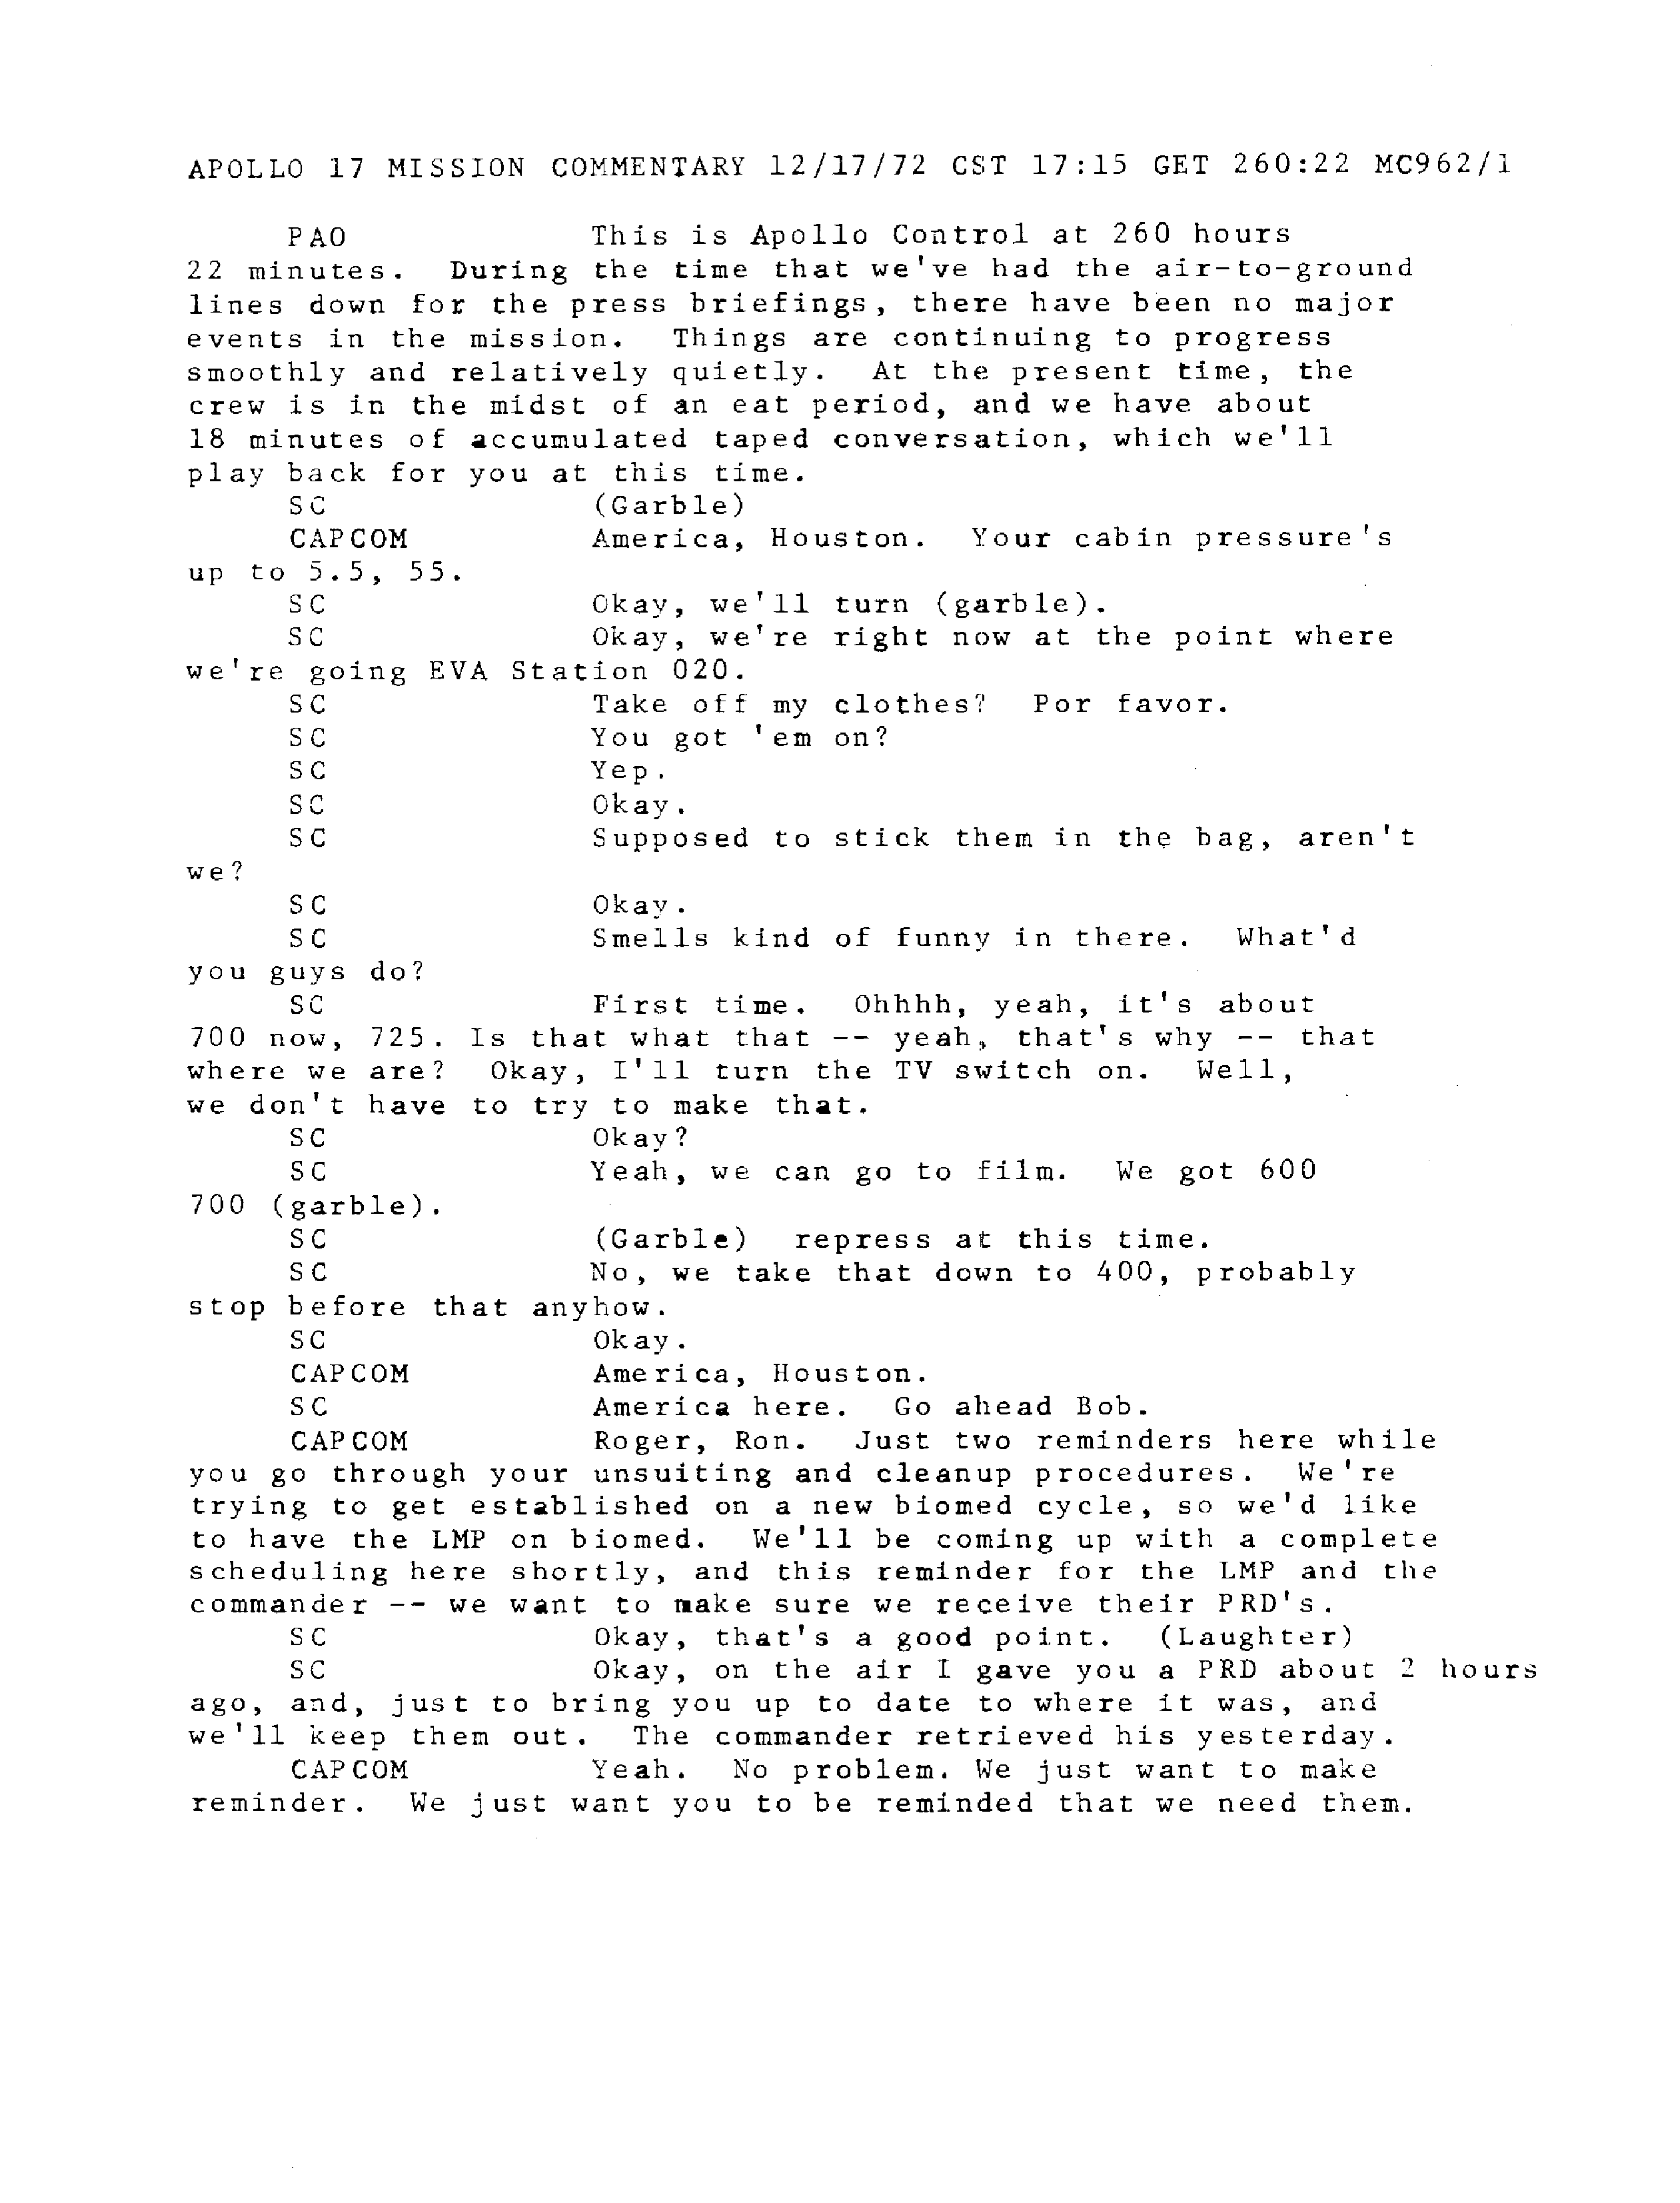 APOLLO 17 MISSION COMMENTARY 12/17/72 CST 17:15 GET 260:22 MC962/1
PAO This is Apollo Control at 260 hours
22 minutes. During the time that we've had the air-to-ground
lines down for the press briefings, there have been no major
events in the mission. Things are continuing to progress
smoothly and relatively quietly. At the present time, the
crew is in the midst of an eat period, and we have about
18 minutes of accumulated taped conversation, which we'll
play back for you at this time.
SC (Garble)
CAPCOM America, Houston. Your cabin pressure's
up to 5.5, 55.
SC Okay, we'll turn (garble).
SC Okay, we're right now at the point where
we're going EVA Station 020.
SC Take off my clothes? Por favor.
SC You got 'em on?
SC Yep.
SC Okay.
SC Supposed to stick them in the bag, aren't
we?
SC Okay.
SC Smells kind of funny in there. What'd
you guys do?
SC First time. Ohhhh, yeah, it's about
700 now, 725. Is that what that -- yeah, that's why -- that
where we are? Okay, I'll turn the TV switch on. Well,
we don't have to try to make that.
SC Okay?
SC Yeah, we can go to film. We got 600
700 (garble).
SC (Garble) repress at this time.
SC No, we take that down to 400, probably
stop before that anyhow.
SC Okay.
CAPCOM America, Houston.
SC America here. Go ahead Bob.
CAPCOM Roger, Ron. Just two reminders here while
you go through your unsuiting and cleanup procedures. We're
trying to get established on a new biomed cycle, so we'd like
to have the LMP on biomed. We'll be coming up with a complete
scheduling here shortly, and this reminder for the LMP and the
commander -- we want to make sure we receive their PRD's.
SC Okay, that's a good point. (Laughter)
SC Okay, on the air I gave you a PRD about 2 hours
ago, and, just to bring you up to date to where it was, and
we'll keep them out. The commander retrieved his yesterday.
CAPCOM Yeah. No problem. We just want to make
reminder. We just want you to be reminded that we need them.